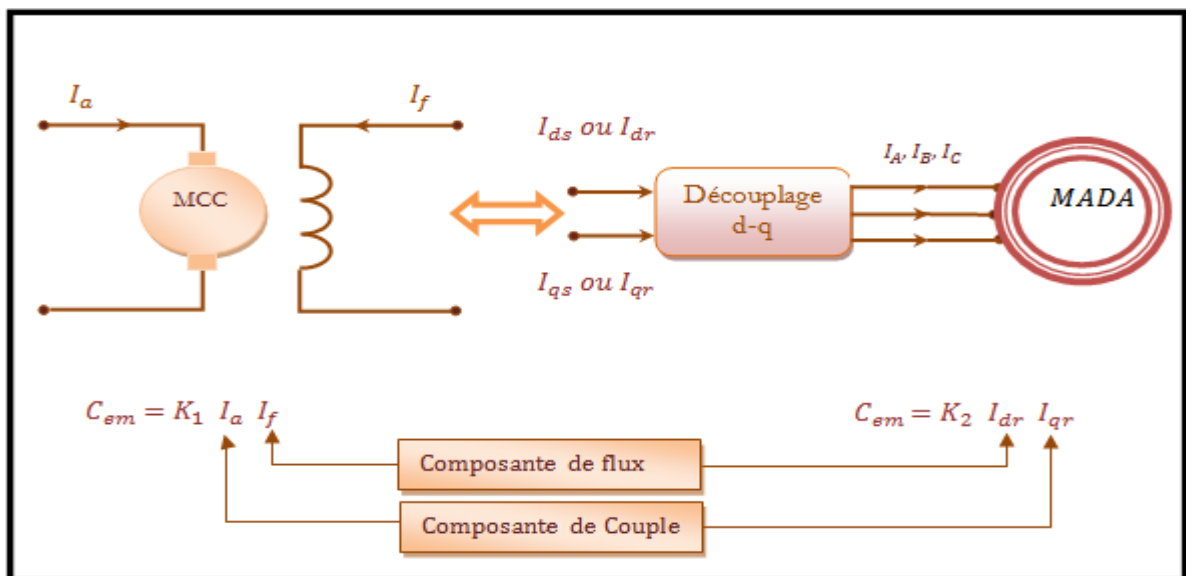 I_a
I_f
I_ds ou I_dr
I_A, I_B, I_C
MCC
Découplage
d-q
MADA
I_qs ou I_qr
C_em = K_1 I_a I_f
C_em = K_2 I_dr I_qr
Composante de flux
Composante de Couple